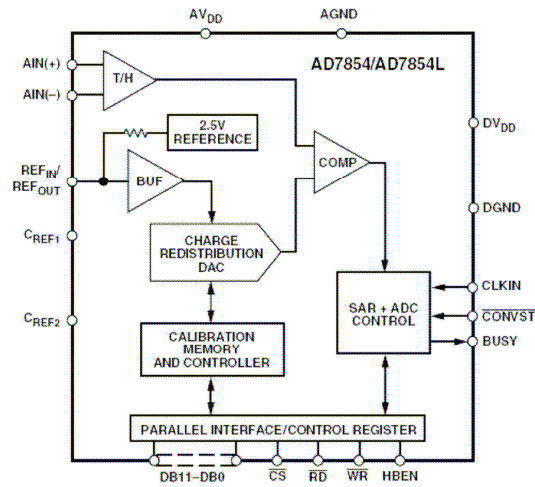 AVDD
AGND
AD7854/AD7854L
AIN(+)
AIN(–)
T/H
2.5V
REFERENCE
DVDD
COMP
REFIN/
REFOUT
BUF
DGND
CREF1
CHARGE
REDISTRIBUTION
DAC
CLKIN
SAR + ADC
CONTROL
CONVST
BUSY
CREF2
CALIBRATION
MEMORY
AND CONTROLLER
PARALLEL INTERFACE/CONTROL REGISTER
DB11–DB0
CS
RD
WR
HBEN